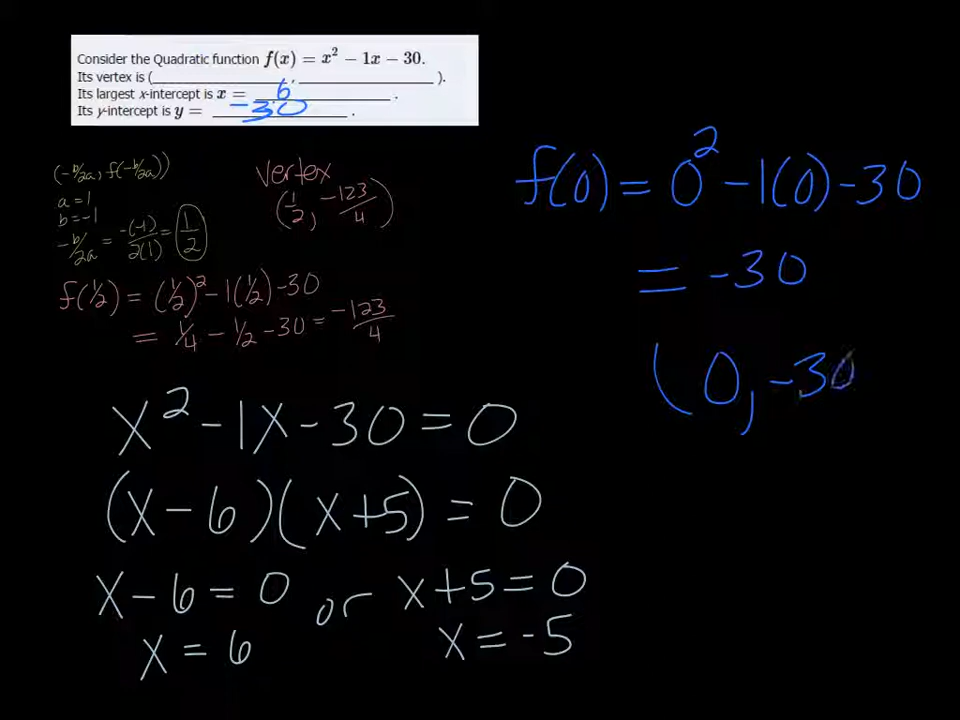 Consider the Quadratic function f(x) = x² − 1x − 30.
Its vertex is (____________, ____________).
Its largest x-intercept is x = 6.
Its y-intercept is y = -30.
(-b/2a, f(-b/2a))
a = 1
b = -1
-b/2a = -(-1)/2(1) = 1/2
vertex
(1/2, -123/4)
f(1/2) = (1/2)² - 1(1/2) - 30
= 1/4 - 1/2 - 30 = -123/4
x² - 1x - 30 = 0
(x - 6)(x + 5) = 0
x - 6 = 0 or x + 5 = 0
x = 6 x = -5
f(0) = 0² - 1(0) - 30
= -30
(0, -30